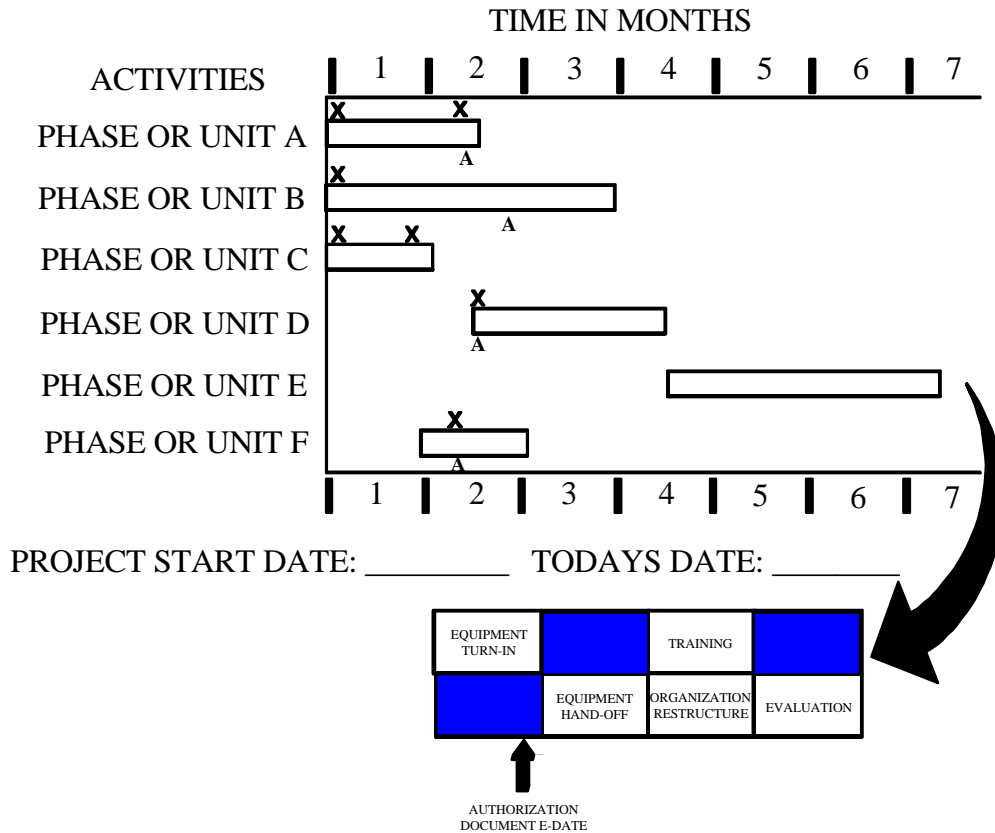 TIME IN MONTHS
ACTIVITIES
1 2 3 4 5 6 7
X X
PHASE OR UNIT A
A
X
PHASE OR UNIT B
A
X X
PHASE OR UNIT C
X
PHASE OR UNIT D
A
PHASE OR UNIT E
X
PHASE OR UNIT F
A
1 2 3 4 5 6 7
PROJECT START DATE: _________ TODAYS DATE: ________
EQUIPMENT
TURN-IN
TRAINING
EQUIPMENT
HAND-OFF
ORGANIZATION
RESTRUCTURE
EVALUATION
AUTHORIZATION
DOCUMENT E-DATE